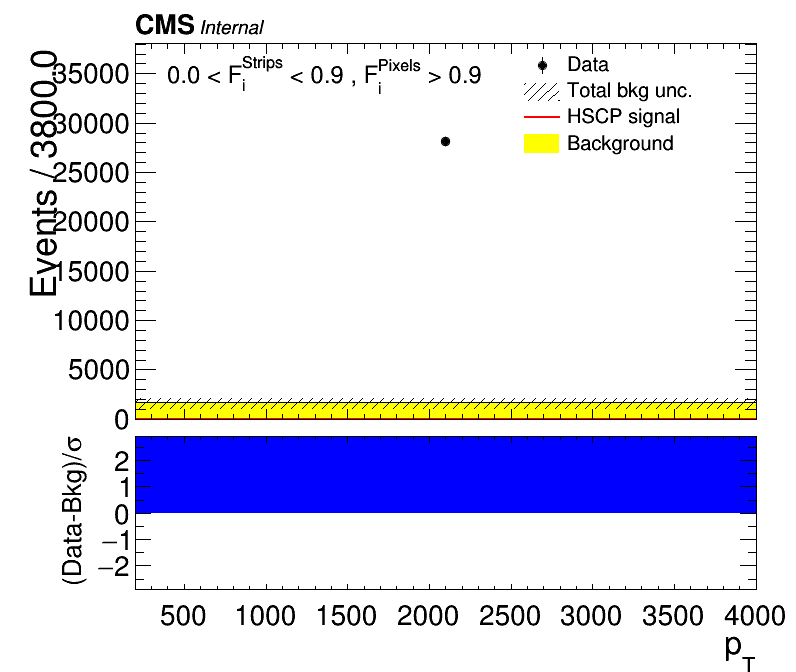 CMS Internal
0.0 < F_i^Strips < 0.9 , F_i^Pixels > 0.9
Data
Total bkg unc.
HSCP signal
Background
Events / 3800.0
35000
30000
25000
20000
15000
10000
5000
0
(Data-Bkg)/σ
2
1
0
−1
−2
500 1000 1500 2000 2500 3000 3500 4000
p_T